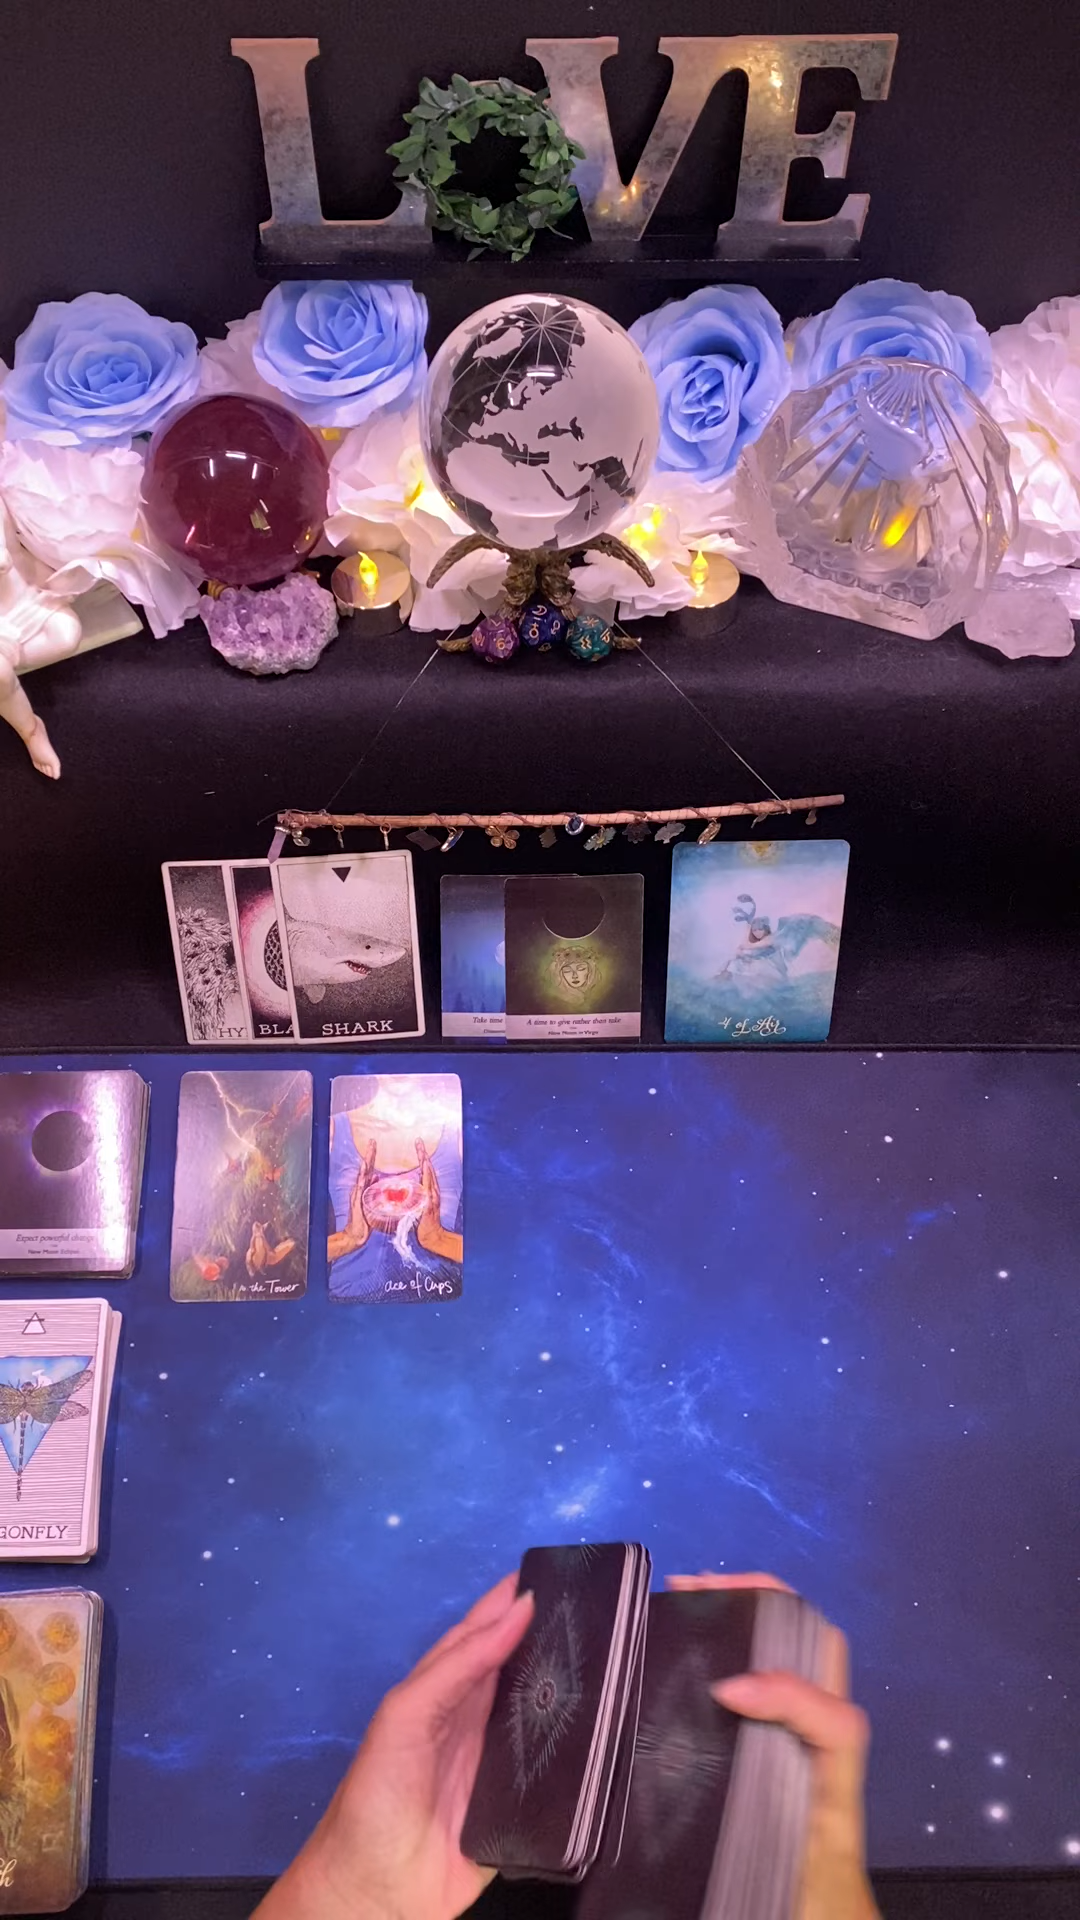 LOVE
HY
BLA
SHARK
Take time
A time to give rather than take
New Moon in Virgo
4 of Air
Expect powerful change
New Moon Eclipse
the Tower
ace of Cups
GONFLY